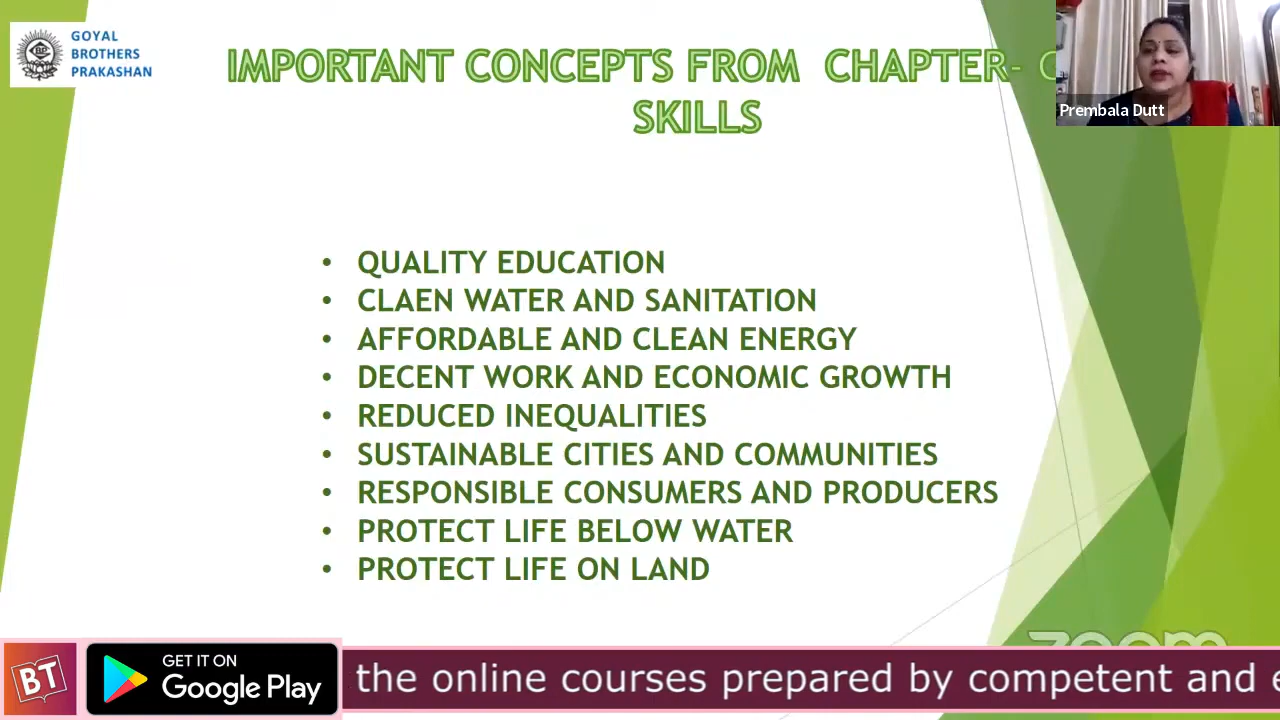 GOYAL
BROTHERS
PRAKASHAN
IMPORTANT CONCEPTS FROM CHAPTER-
SKILLS
Prembala Dutt
• QUALITY EDUCATION
• CLAEN WATER AND SANITATION
• AFFORDABLE AND CLEAN ENERGY
• DECENT WORK AND ECONOMIC GROWTH
• REDUCED INEQUALITIES
• SUSTAINABLE CITIES AND COMMUNITIES
• RESPONSIBLE CONSUMERS AND PRODUCERS
• PROTECT LIFE BELOW WATER
• PROTECT LIFE ON LAND
zoom
BT
GET IT ON
Google Play
the online courses prepared by competent and